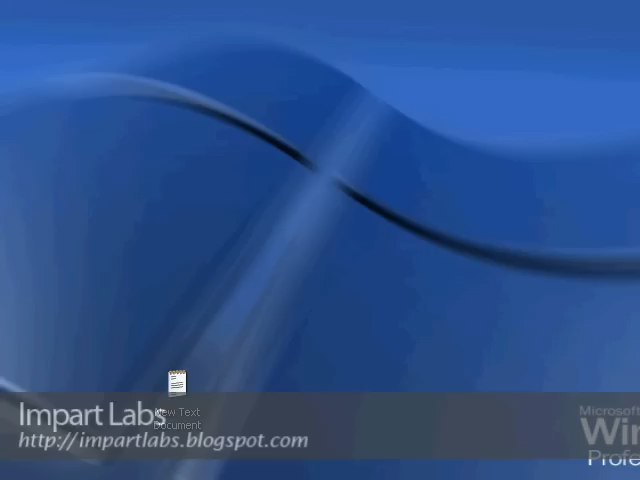 New Text
Document
Impart Labs
http://impartlabs.blogspot.com
Microsoft
Win
Profe